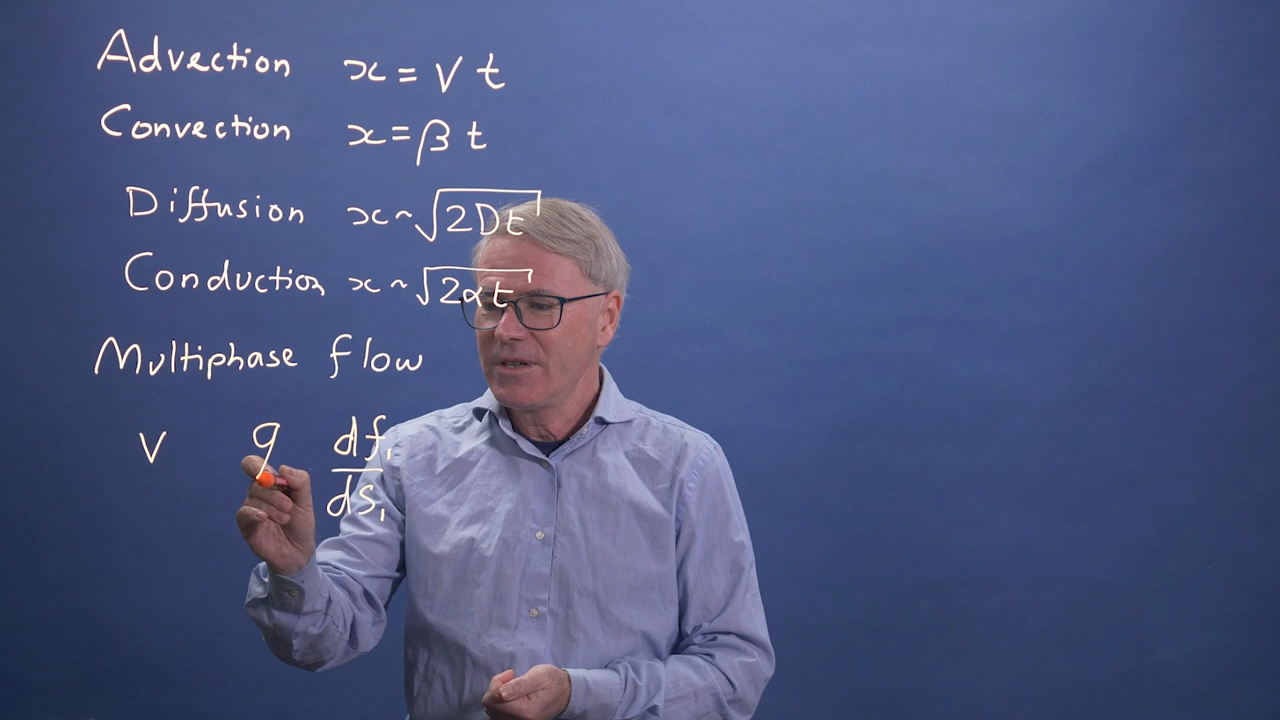 Advection x = v t
Convection x = β t
Diffusion x ~ √2Dt
Conduction x ~ √2αt
Multiphase flow
v q df₁
ds₁